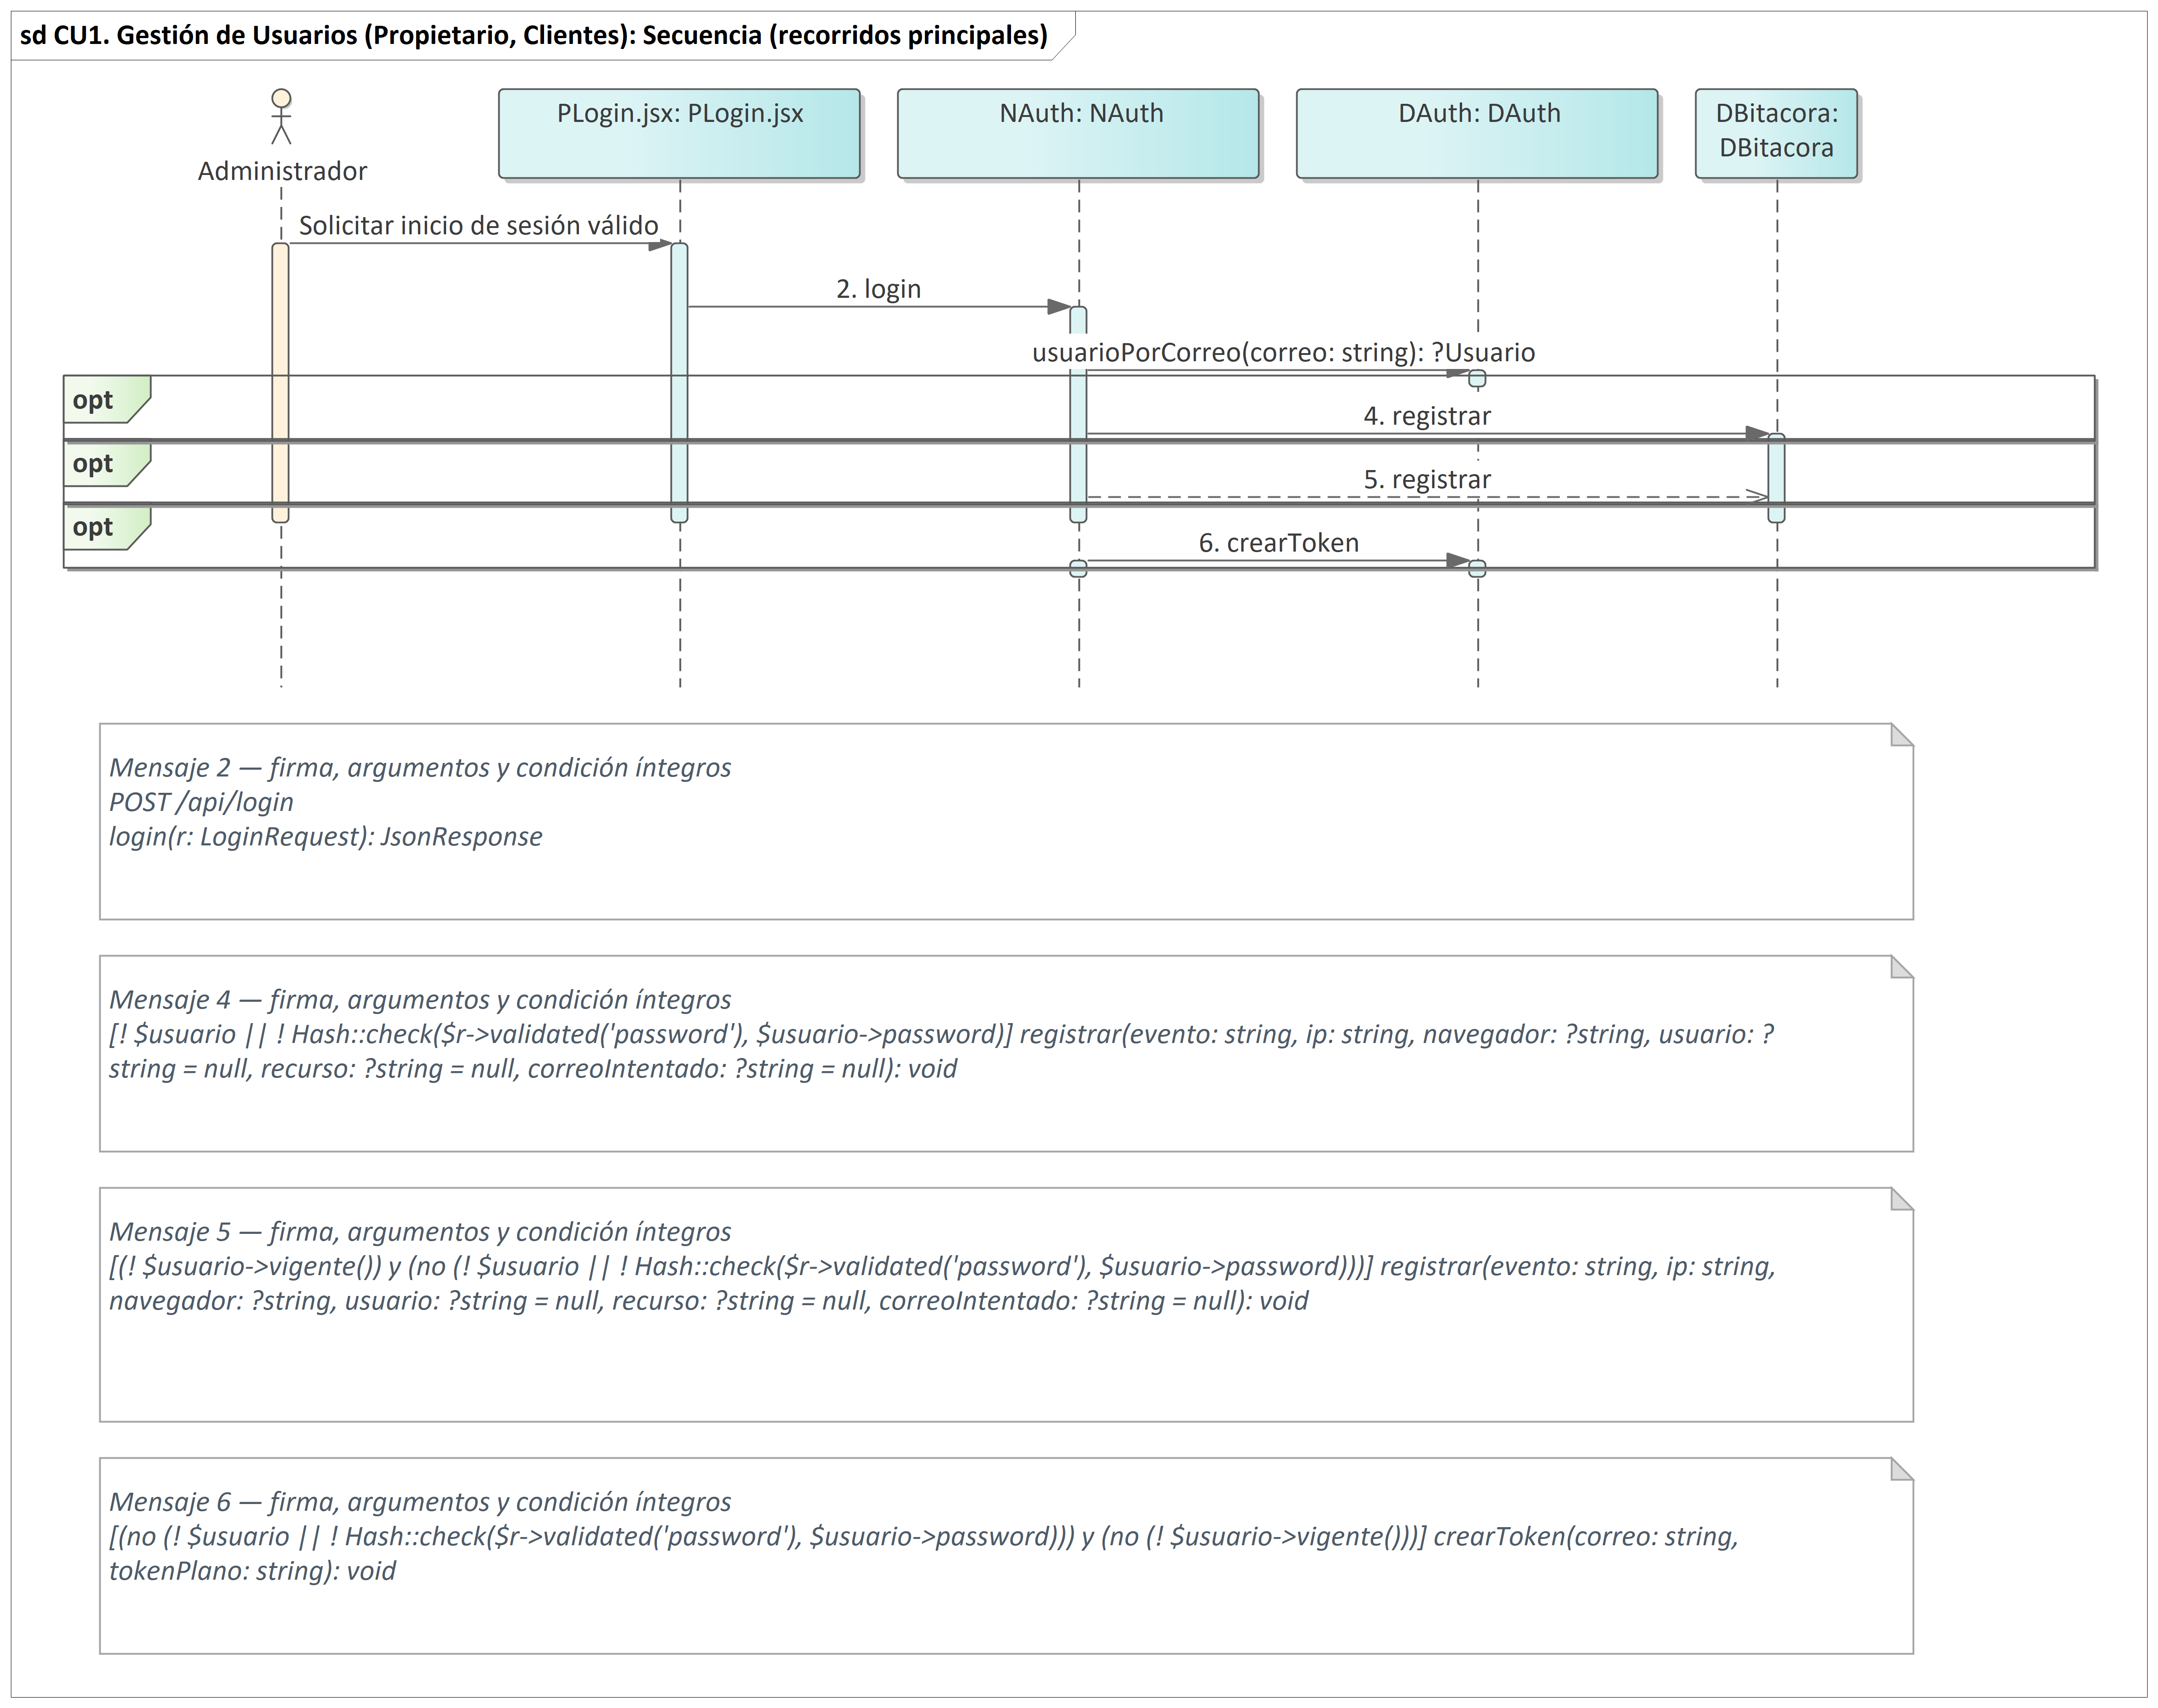 sd CU1. Gestión de Usuarios (Propietario, Clientes): Secuencia (recorridos principales)
Administrador
PLogin.jsx: PLogin.jsx
NAuth: NAuth
DAuth: DAuth
DBitacora:
DBitacora
Solicitar inicio de sesión válido
2. login
usuarioPorCorreo(correo: string): ?Usuario
opt
4. registrar
opt
5. registrar
opt
6. crearToken
Mensaje 2 — firma, argumentos y condición íntegros
POST /api/login
login(r: LoginRequest): JsonResponse
Mensaje 4 — firma, argumentos y condición íntegros
[! $usuario || ! Hash::check($r->validated('password'), $usuario->password)] registrar(evento: string, ip: string, navegador: ?string, usuario: ?
string = null, recurso: ?string = null, correoIntentado: ?string = null): void
Mensaje 5 — firma, argumentos y condición íntegros
[(! $usuario->vigente()) y (no (! $usuario || ! Hash::check($r->validated('password'), $usuario->password)))] registrar(evento: string, ip: string,
navegador: ?string, usuario: ?string = null, recurso: ?string = null, correoIntentado: ?string = null): void
Mensaje 6 — firma, argumentos y condición íntegros
[(no (! $usuario || ! Hash::check($r->validated('password'), $usuario->password))) y (no (! $usuario->vigente()))] crearToken(correo: string,
tokenPlano: string): void